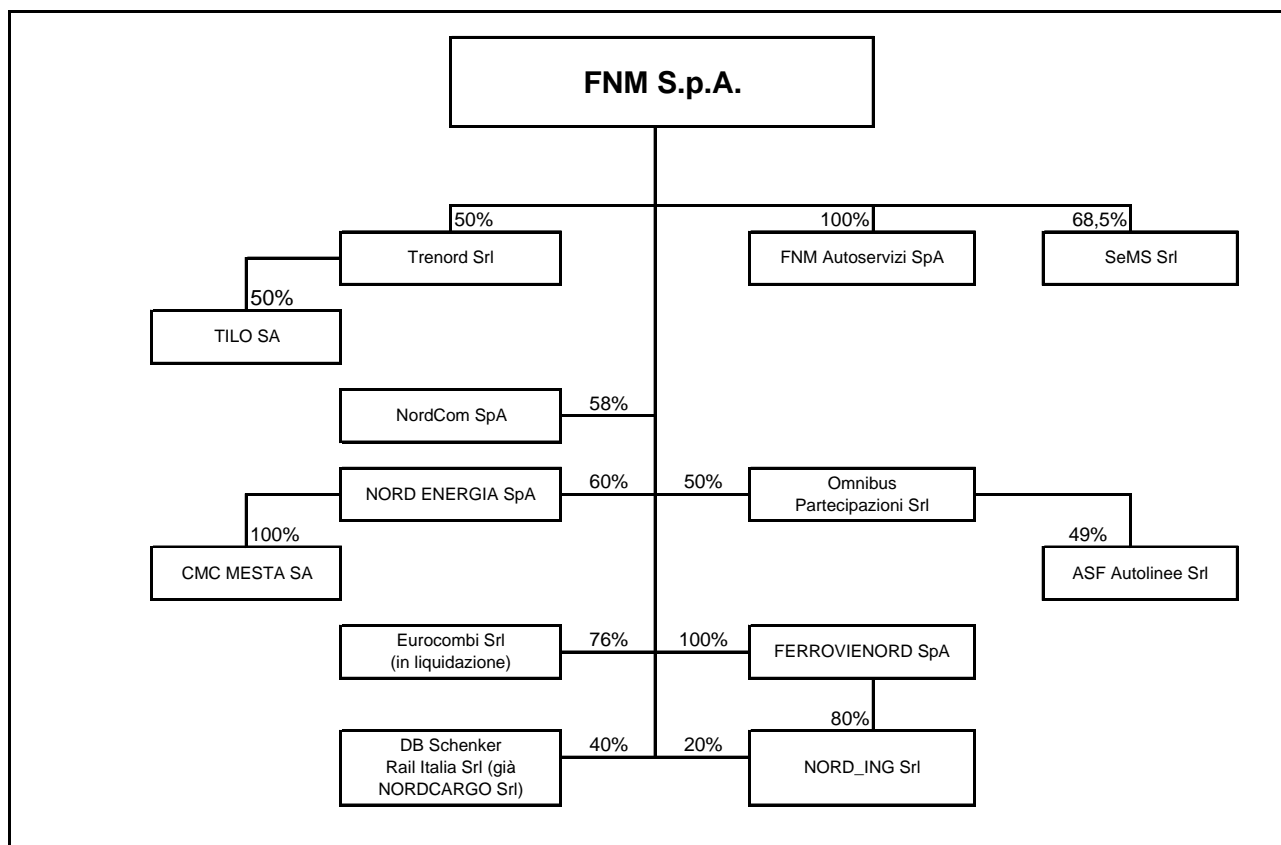 FNM S.p.A.
50%
100%
68,5%
Trenord Srl
FNM Autoservizi SpA
SeMS Srl
50%
TILO SA
NordCom SpA
58%
NORD ENERGIA SpA
60%
50%
Omnibus
Partecipazioni Srl
100%
49%
CMC MESTA SA
ASF Autolinee Srl
Eurocombi Srl
(in liquidazione)
76%
100%
FERROVIENORD SpA
80%
DB Schenker
Rail Italia Srl (già
NORDCARGO Srl)
40%
20%
NORD_ING Srl